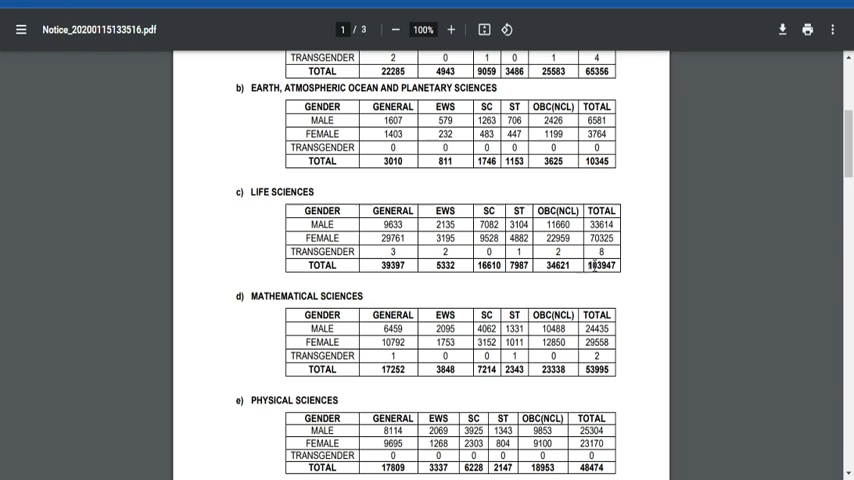 Notice_20200115133516.pdf 1 / 3 100%
TRANSGENDER 2 0 1 0 1 4
TOTAL 22285 4943 9059 3486 25583 65356
b) EARTH, ATMOSPHERIC OCEAN AND PLANETARY SCIENCES
GENDER GENERAL EWS SC ST OBC(NCL) TOTAL
MALE 1607 579 1263 706 2426 6581
FEMALE 1403 232 483 447 1199 3764
TRANSGENDER 0 0 0 0 0 0
TOTAL 3010 811 1746 1153 3625 10345
c) LIFE SCIENCES
GENDER GENERAL EWS SC ST OBC(NCL) TOTAL
MALE 9633 2135 7082 3104 11660 33614
FEMALE 29761 3195 9528 4882 22959 70325
TRANSGENDER 3 2 0 1 2 8
TOTAL 39397 5332 16610 7987 34621 103947
d) MATHEMATICAL SCIENCES
GENDER GENERAL EWS SC ST OBC(NCL) TOTAL
MALE 6459 2095 4062 1331 10488 24435
FEMALE 10792 1753 3152 1011 12850 29558
TRANSGENDER 1 0 0 1 0 2
TOTAL 17252 3848 7214 2343 23338 53995
e) PHYSICAL SCIENCES
GENDER GENERAL EWS SC ST OBC(NCL) TOTAL
MALE 8114 2069 3925 1343 9853 25304
FEMALE 9695 1268 2303 804 9100 23170
TRANSGENDER 0 0 0 0 0 0
TOTAL 17809 3337 6228 2147 18953 48474